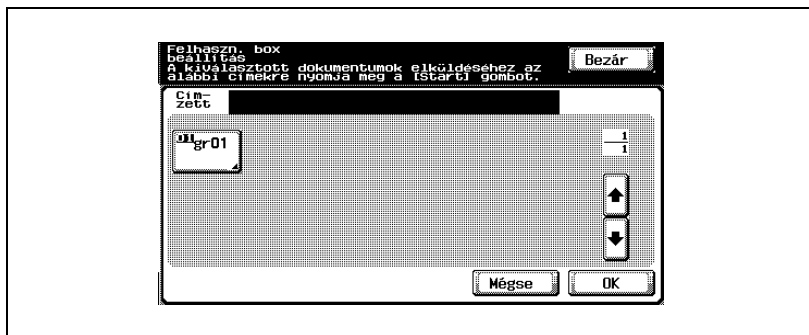 Felhaszn. box
beállítás
A kiválasztott dokumentumok elküldéséhez az
alábbi címekre nyomja meg a [Start] gombot.
Bezár
Cím-
zett
gr01
1
1
Mégse
OK